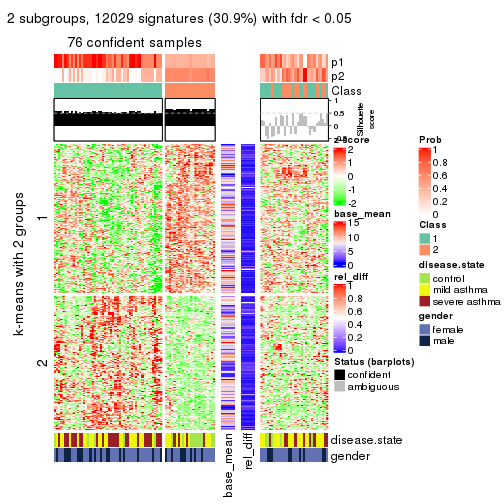 2 subgroups, 12029 signatures (30.9%) with fdr < 0.05
76 confident samples
p1
p2
Class
1
0.5
0
-0.5
Silhouette
score
k-means with 2 groups
1
2
z-score
2
1
0
-1
-2
base_mean
15
10
5
0
rel_diff
1
0.8
0.6
0.4
0.2
0
Status (barplots)
confident
ambiguous
Prob
1
0.8
0.6
0.4
0.2
0
Class
1
2
disease.state
control
mild asthma
severe asthma
gender
female
male
disease.state
gender
base_mean
rel_diff